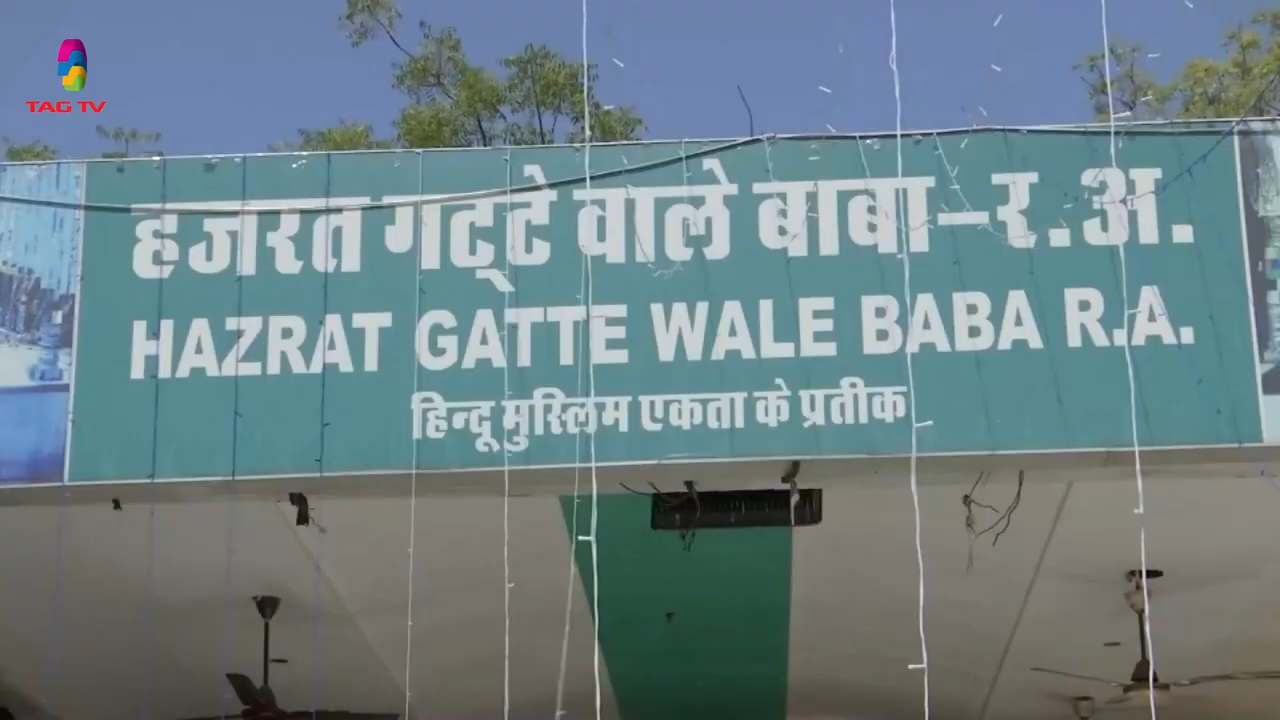 TAG TV
हजरत गट्टे वाले बाबा-र.अ.
HAZRAT GATTE WALE BABA R.A.
हिन्दू मुस्लिम एकता के प्रतीक